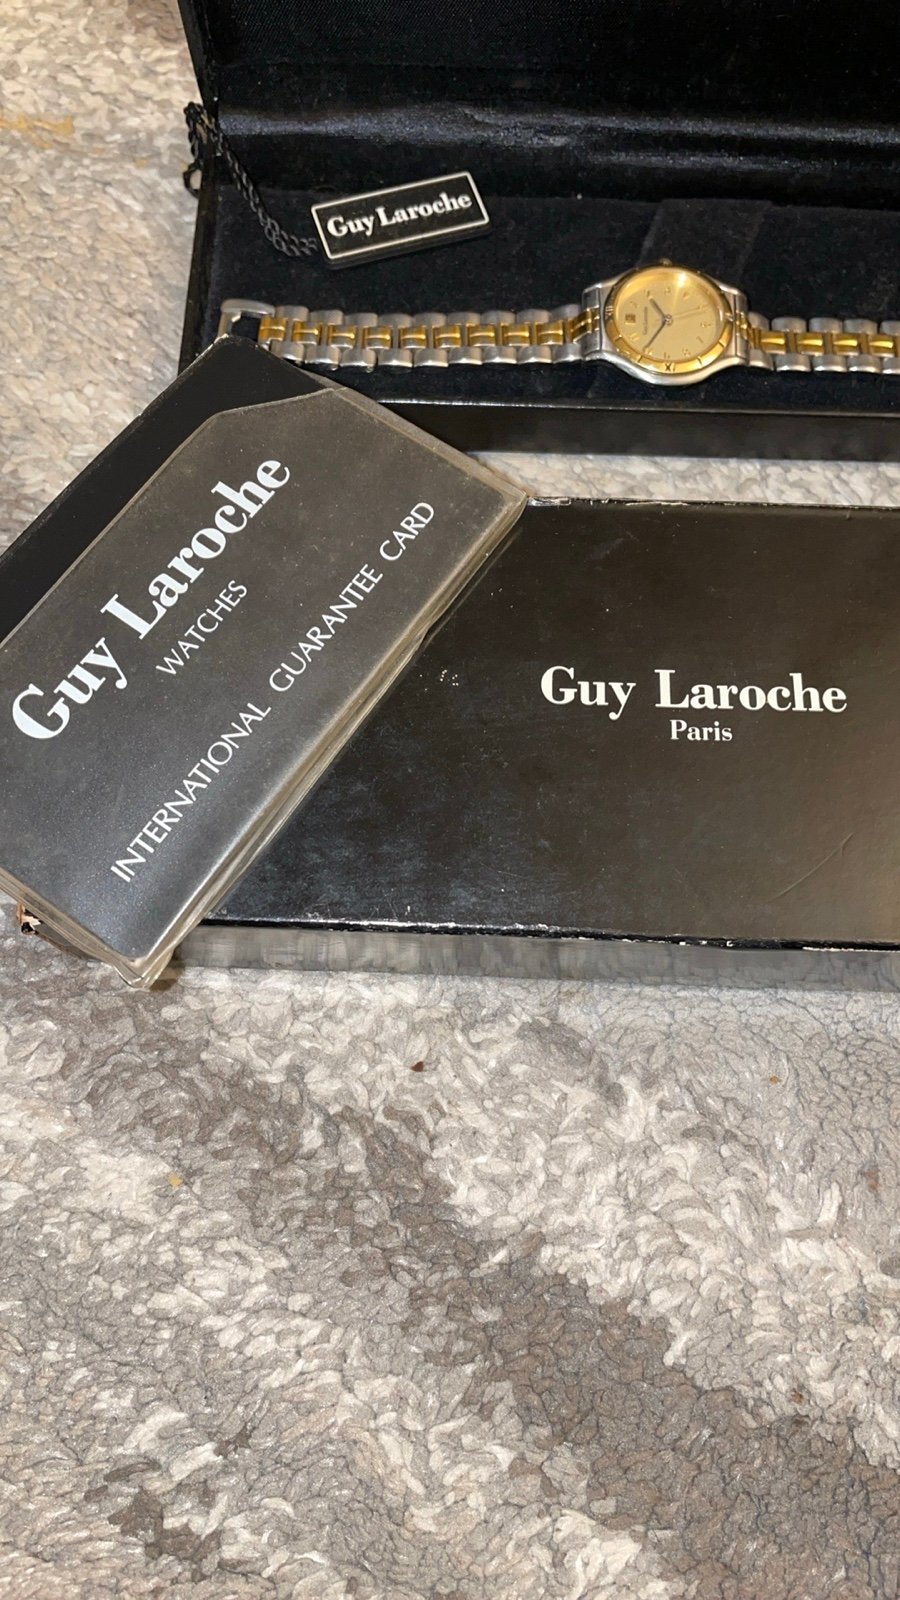 Guy Laroche
Guy Laroche
WATCHES
INTERNATIONAL GUARANTEE CARD
Guy Laroche
Paris